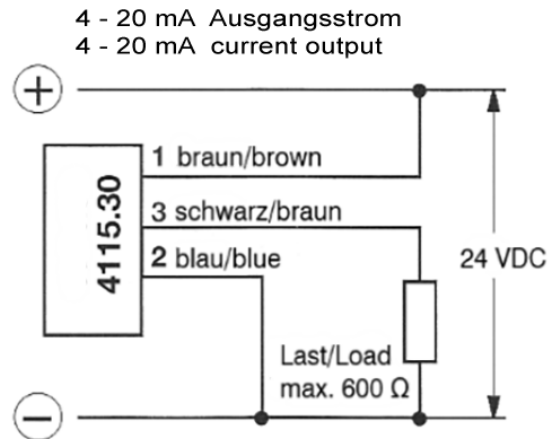 4 - 20 mA Ausgangsstrom
4 - 20 mA current output
+
1 braun/brown
3 schwarz/braun
2 blau/blue
4115.30
24 VDC
Last/Load
max. 600 Ω
−